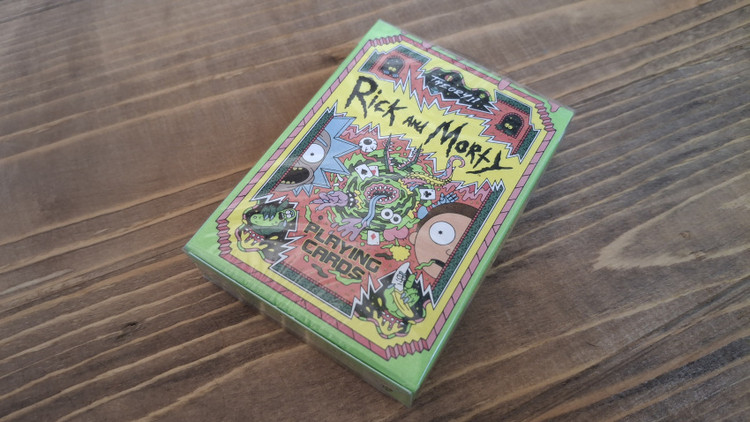 THEORY11
RICK AND MORTY
PLAYING
CARDS